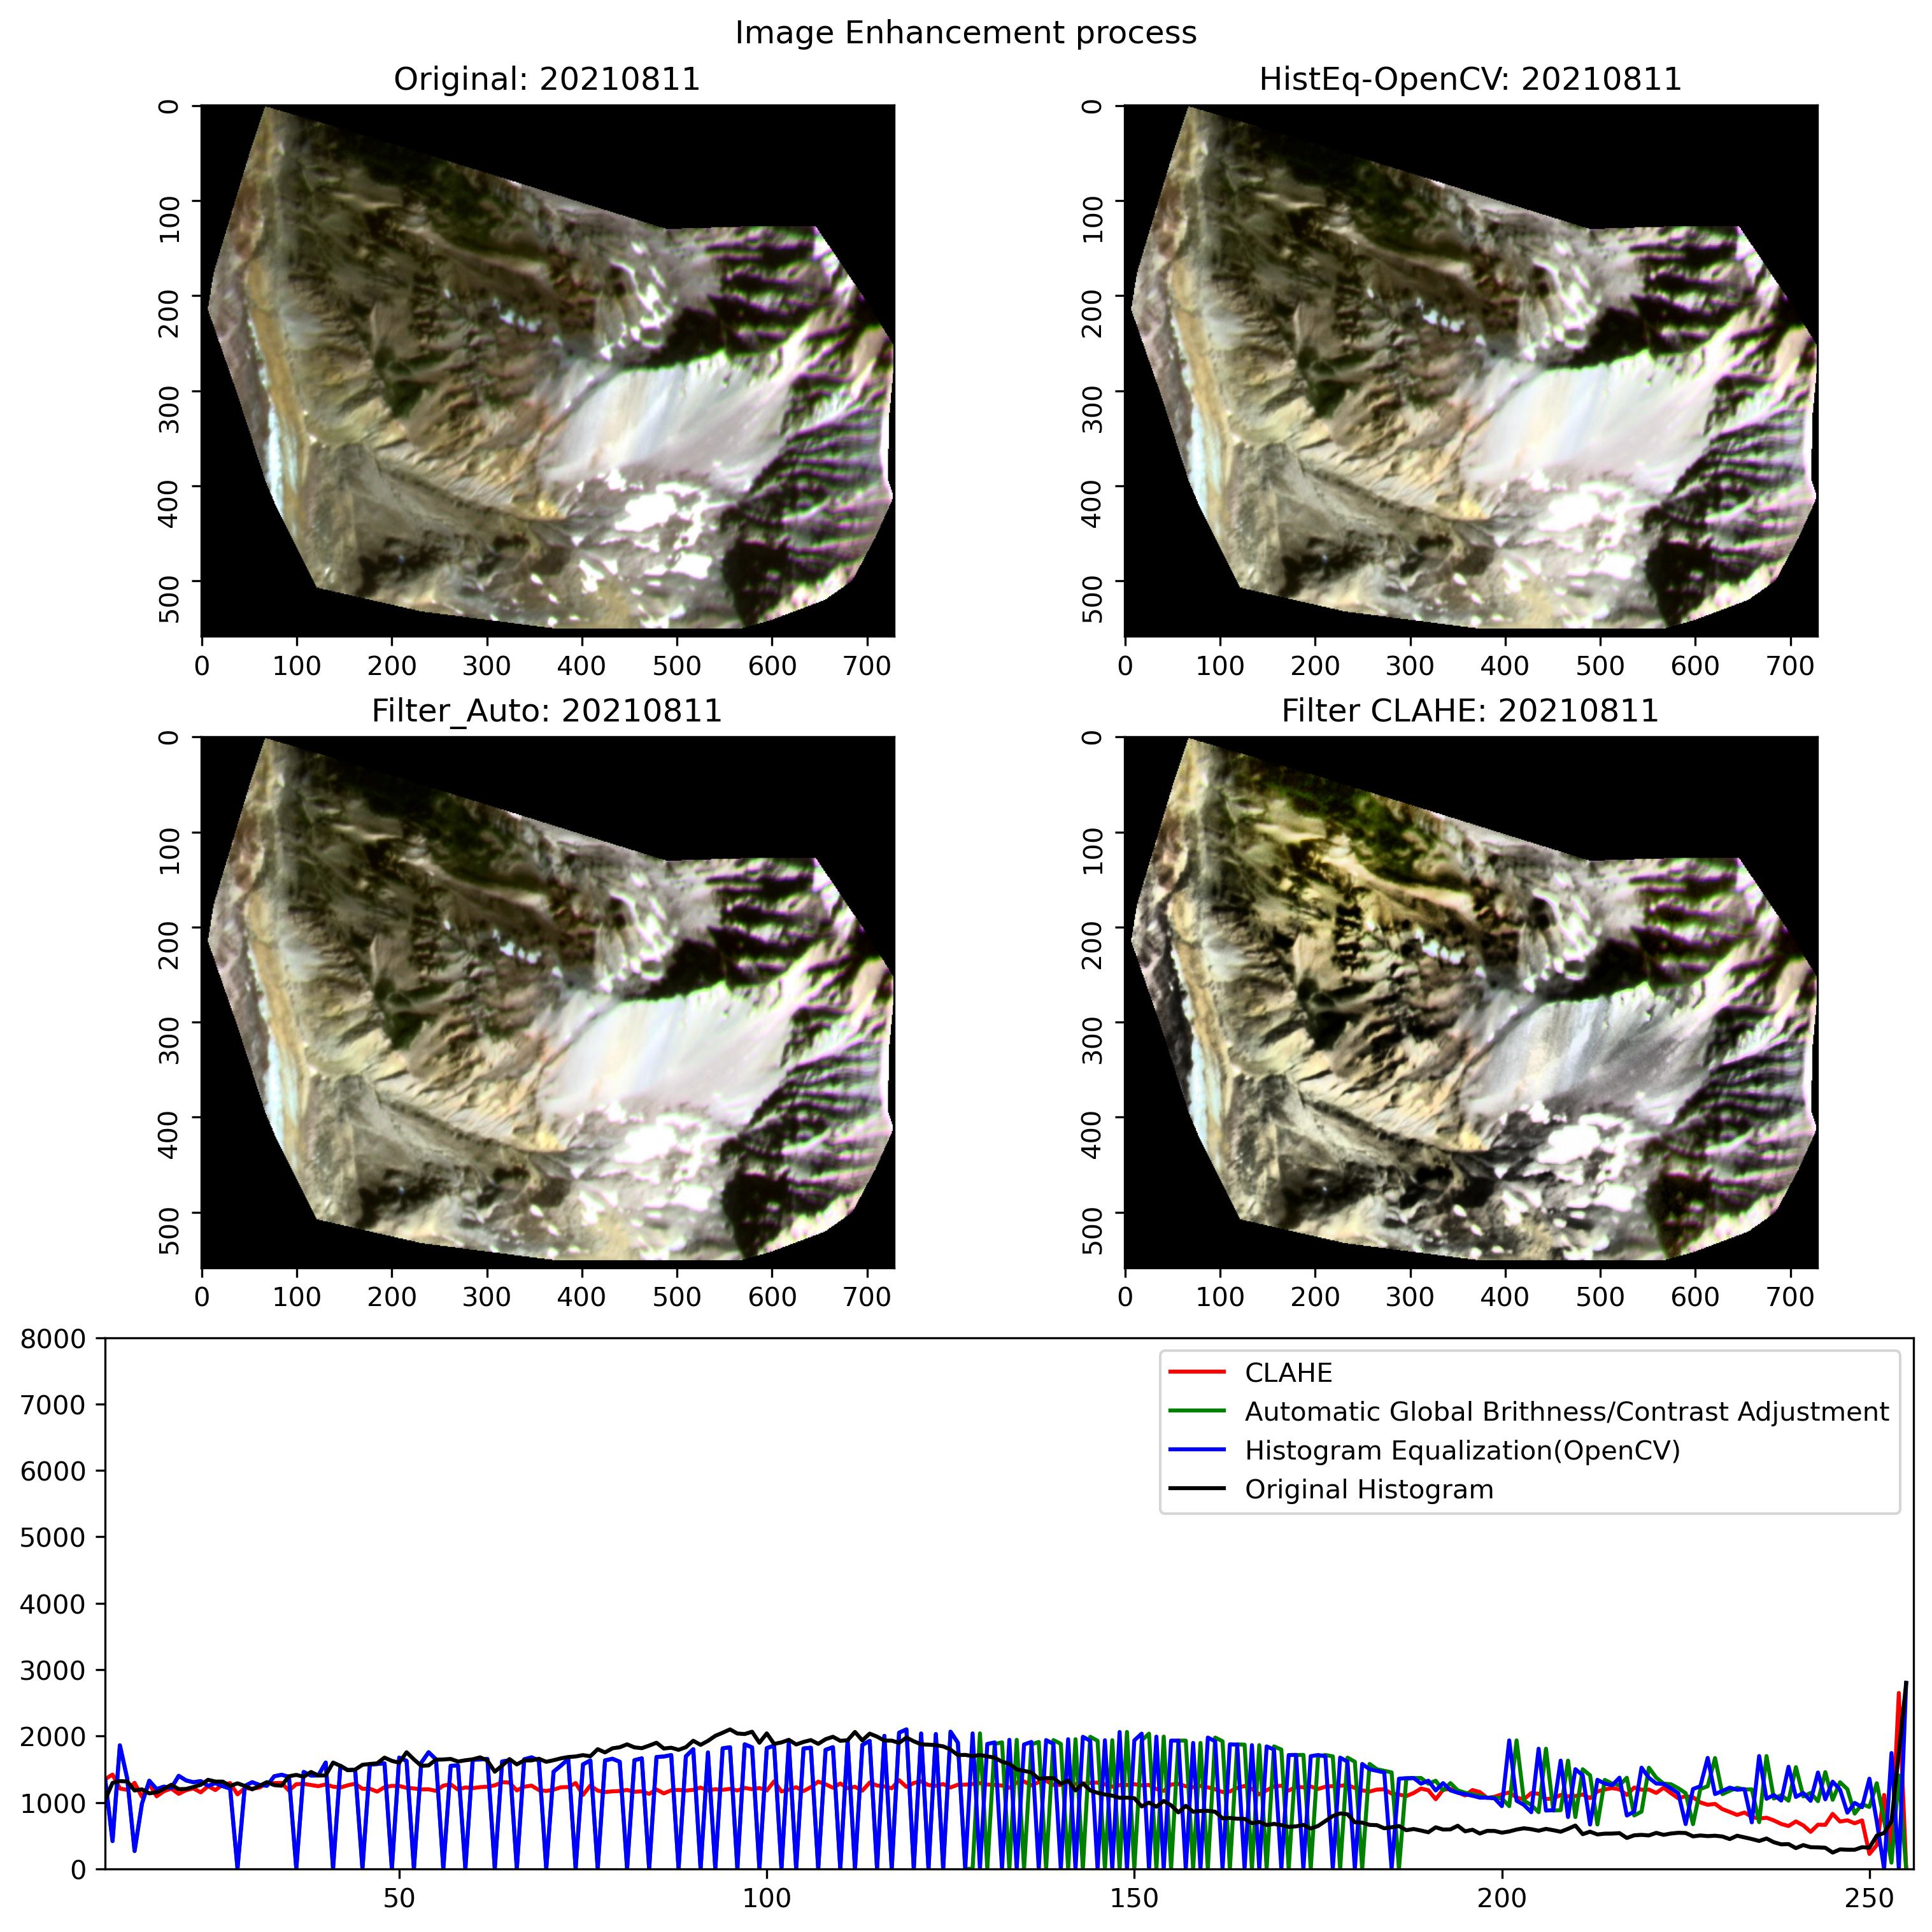 Image Enhancement process
Original: 20210811
HistEq-OpenCV: 20210811
0
100
200
300
400
500
0 100 200 300 400 500 600 700
0
100
200
300
400
500
0 100 200 300 400 500 600 700
Filter_Auto: 20210811
Filter CLAHE: 20210811
0
100
200
300
400
500
0 100 200 300 400 500 600 700
0
100
200
300
400
500
0 100 200 300 400 500 600 700
8000
7000
6000
5000
4000
3000
2000
1000
0
CLAHE
Automatic Global Brithness/Contrast Adjustment
Histogram Equalization(OpenCV)
Original Histogram
50 100 150 200 250